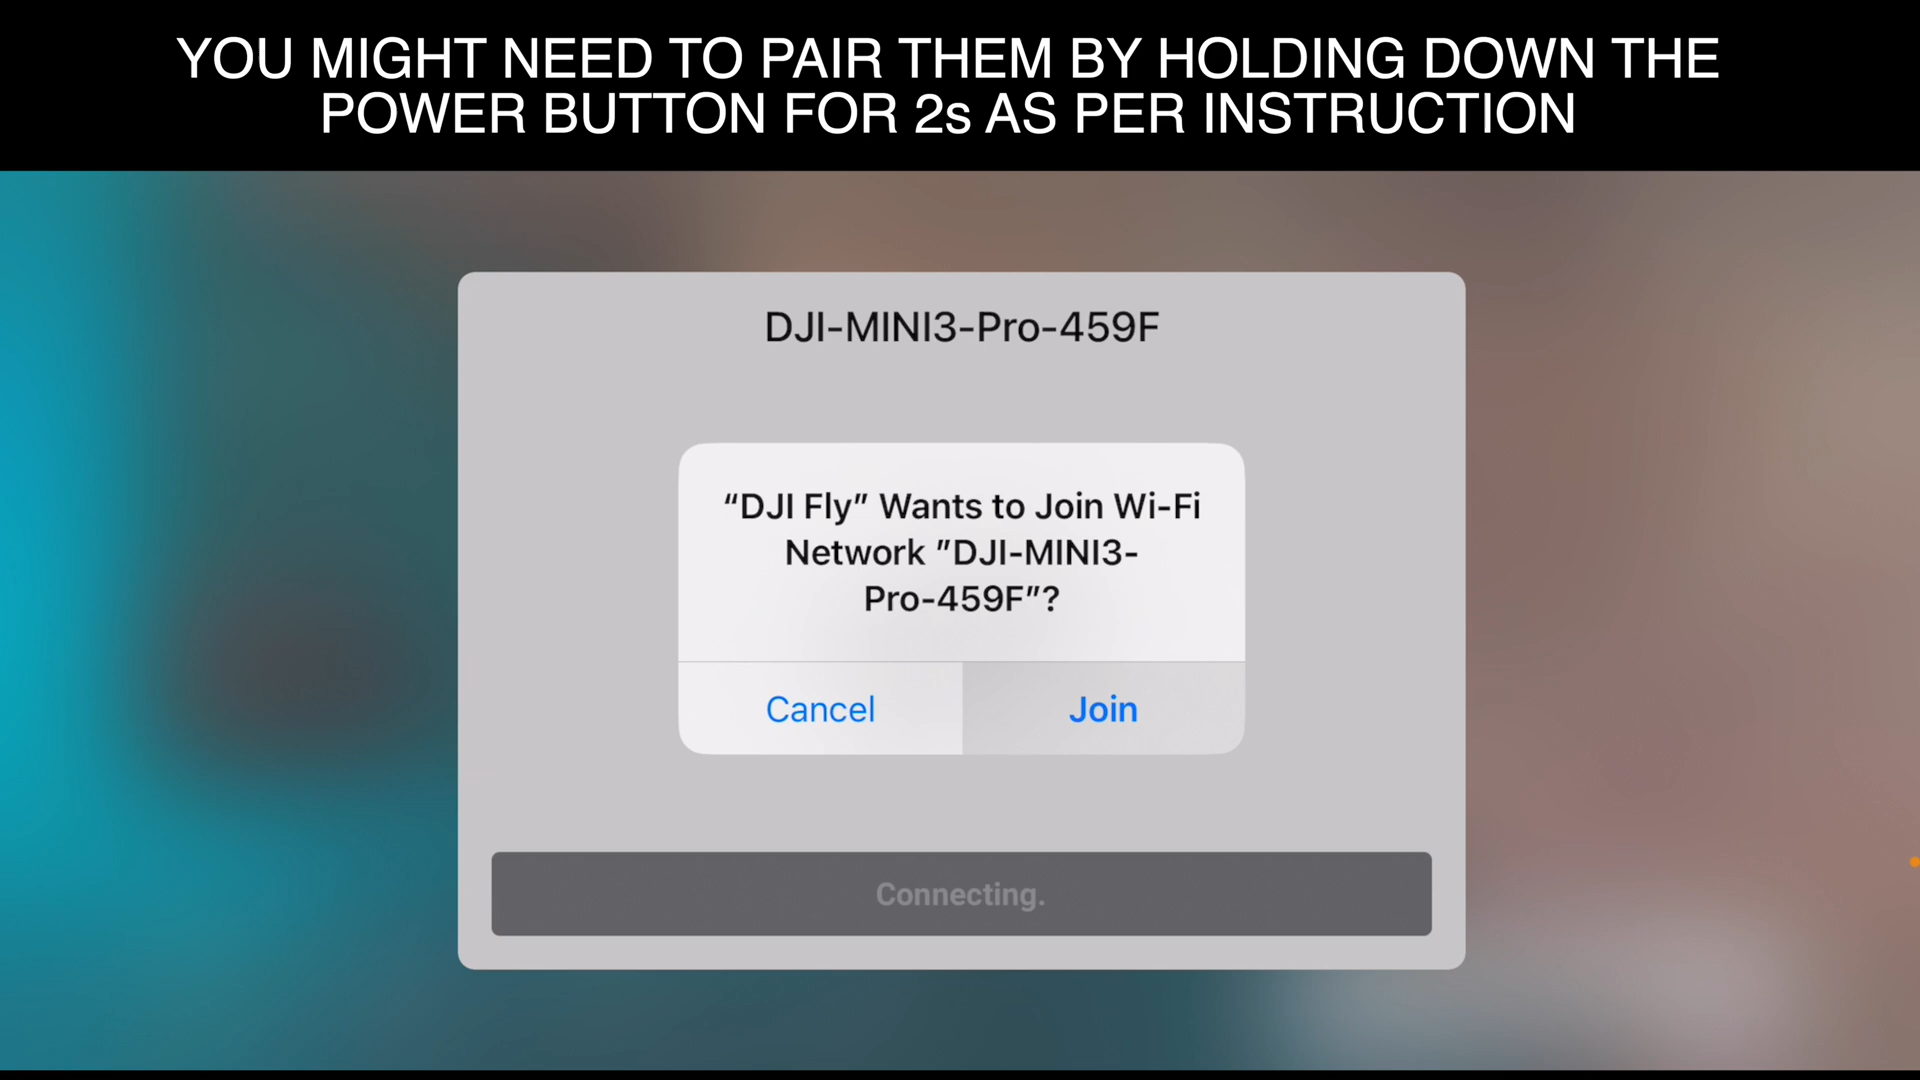 YOU MIGHT NEED TO PAIR THEM BY HOLDING DOWN THE
POWER BUTTON FOR 2s AS PER INSTRUCTION
DJI-MINI3-Pro-459F
“DJI Fly” Wants to Join Wi-Fi
Network ”DJI-MINI3-
Pro-459F”?
Cancel
Join
Connecting.